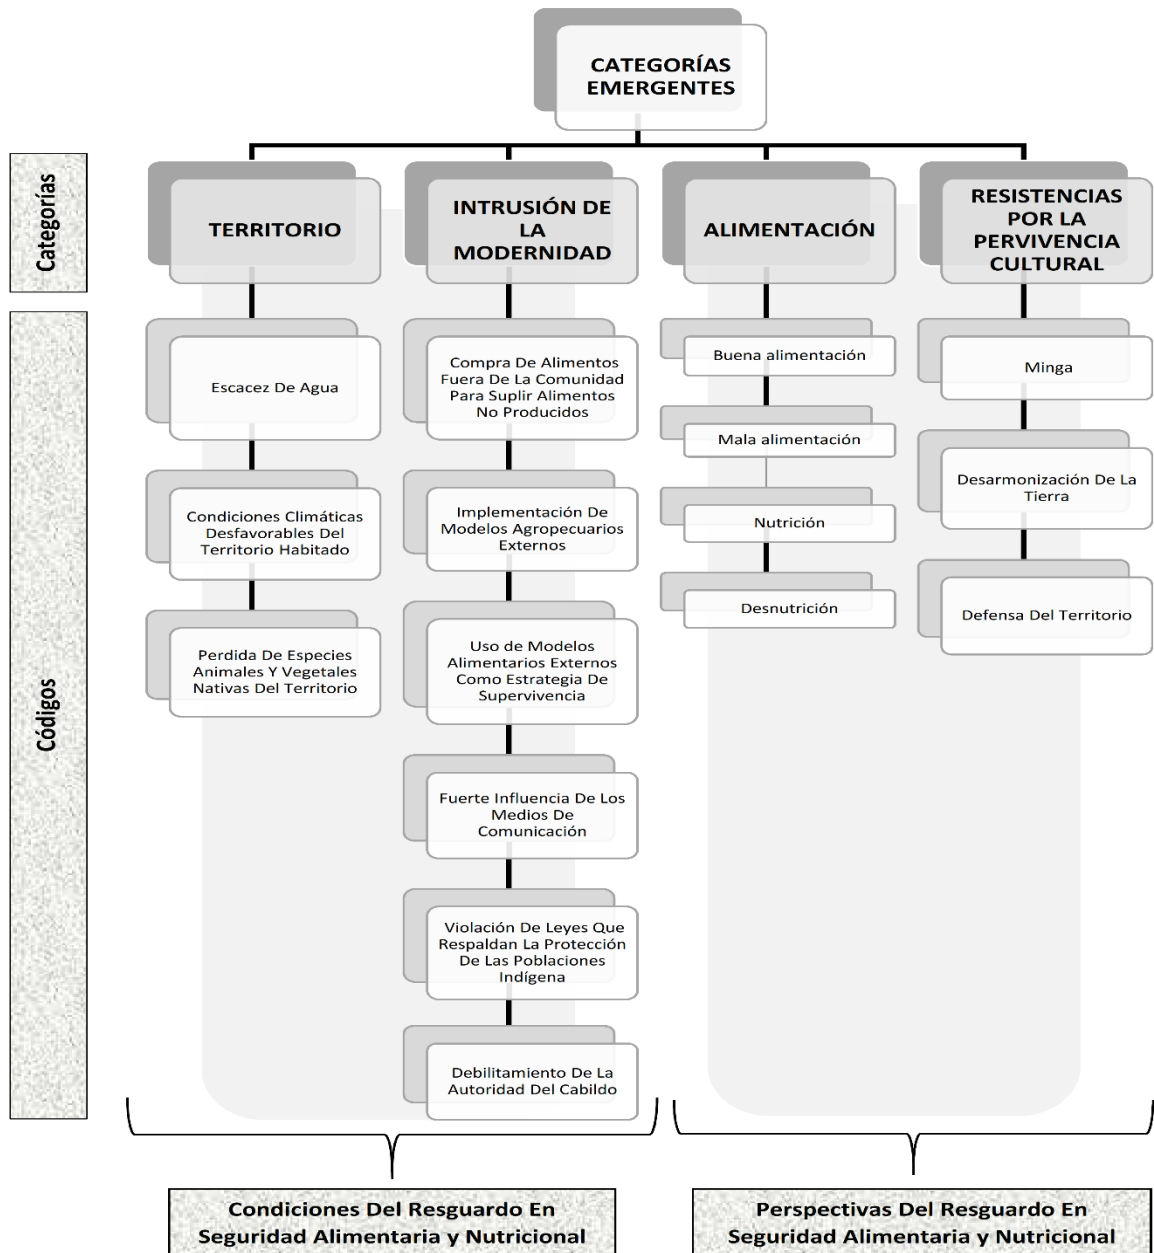 CATEGORÍAS
EMERGENTES
Categorías
TERRITORIO
INTRUSIÓN DE
LA
MODERNIDAD
ALIMENTACIÓN
RESISTENCIAS
POR LA
PERVIVENCIA
CULTURAL
Códigos
Escacez De Agua
Condiciones Climáticas
Desfavorables Del
Territorio Habitado
Perdida De Especies
Animales Y Vegetales
Nativas Del Territorio
Compra De Alimentos
Fuera De La Comunidad
Para Suplir Alimentos
No Producidos
Implementación De
Modelos Agropecuarios
Externos
Uso de Modelos
Alimentarios Externos
Como Estrategia De
Supervivencia
Fuerte Influencia De Los
Medios De
Comunicación
Violación De Leyes Que
Respaldan La Protección
De Las Poblaciones
Indígena
Debilitamiento De La
Autoridad Del Cabildo
Buena alimentación
Mala alimentación
Nutrición
Desnutrición
Minga
Desarmonización De La
Tierra
Defensa Del Territorio
Condiciones Del Resguardo En
Seguridad Alimentaria y Nutricional
Perspectivas Del Resguardo En
Seguridad Alimentaria y Nutricional